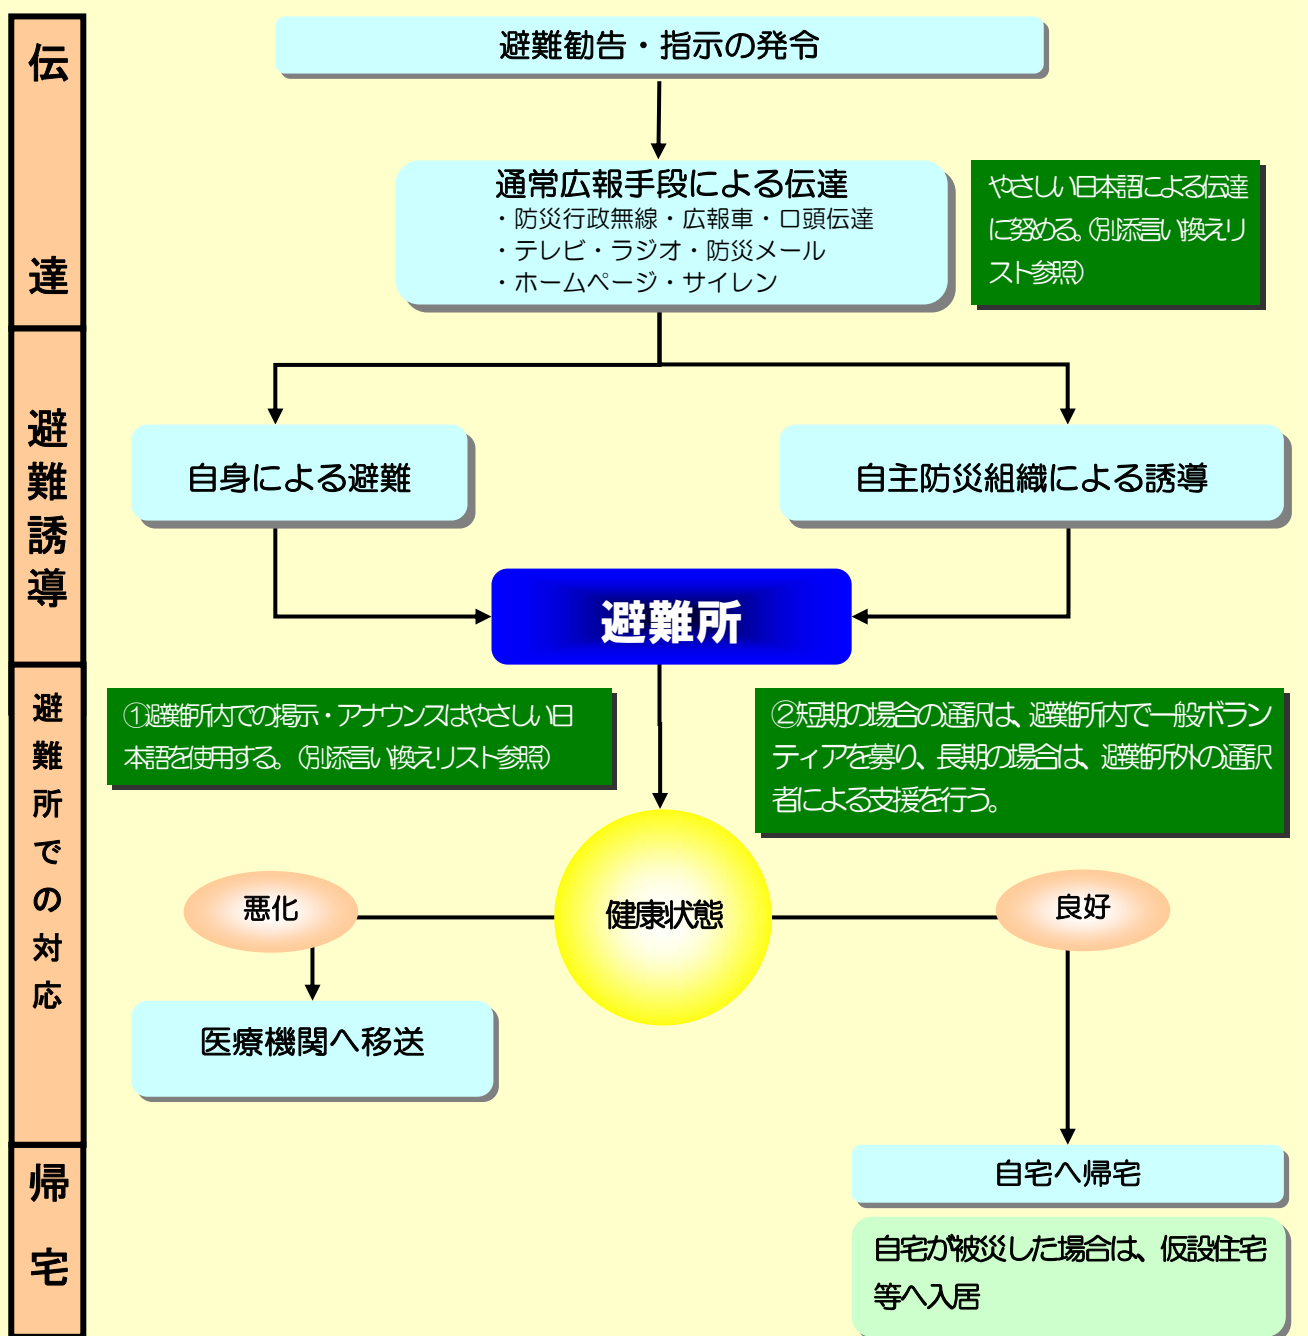 伝達
避難勧告・指示の発令
通常広報手段による伝達
・防災行政無線・広報車・口頭伝達
・テレビ・ラジオ・防災メール
・ホームページ・サイレン
やさしい日本語による伝達
に努める。(別添言い換えリ
スト参照)
避難誘導
自身による避難
自主防災組織による誘導
避難所
避難所での対応
①避難所内での掲示・アナウンスはやさしい日
本語を使用する。(別添言い換えリスト参照)
②短期の場合の通訳は、避難所内で一般ボラン
ティアを募り、長期の場合は、避難所外の通訳
者による支援を行う。
健康状態
悪化
良好
医療機関へ移送
帰宅
自宅へ帰宅
自宅が被災した場合は、仮設住宅
等へ入居